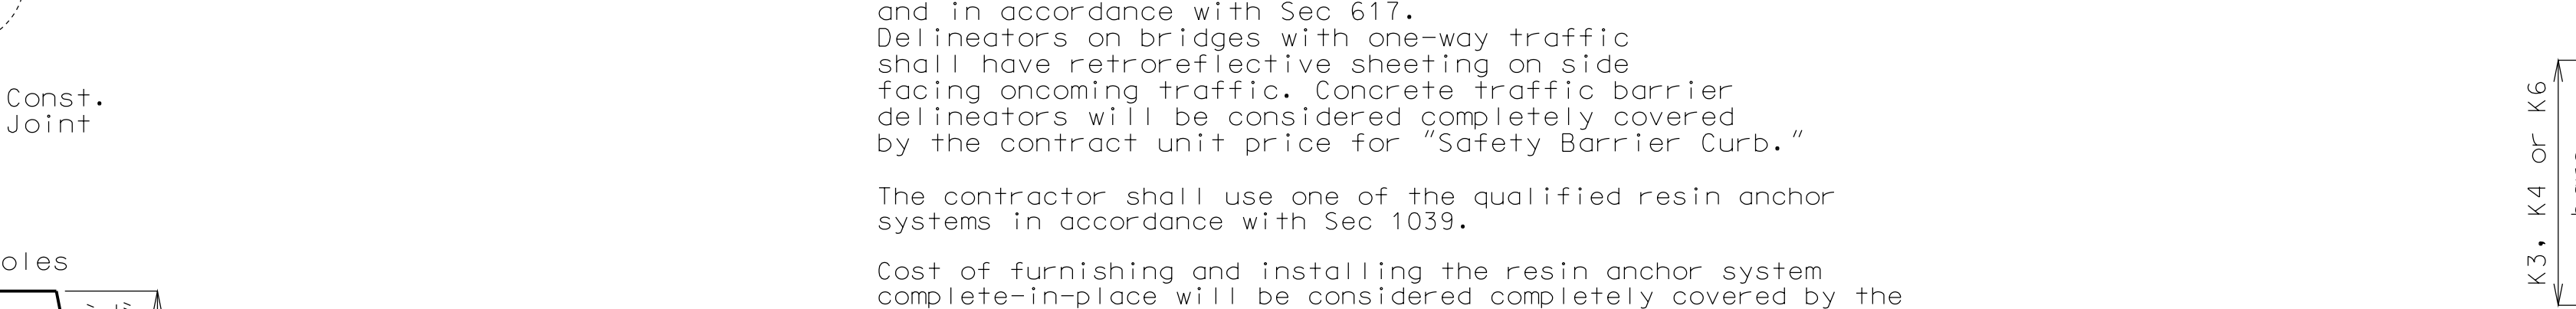 and in accordance with Sec 617.
Delineators on bridges with one-way traffic
shall have retroreflective sheeting on side
facing oncoming traffic. Concrete traffic barrier
delineators will be considered completely covered
by the contract unit price for "Safety Barrier Curb."
The contractor shall use one of the qualified resin anchor
systems in accordance with Sec 1039.
Cost of furnishing and installing the resin anchor system
complete-in-place will be considered completely covered by the
Const.
Joint
oles
K3, K4 or K6